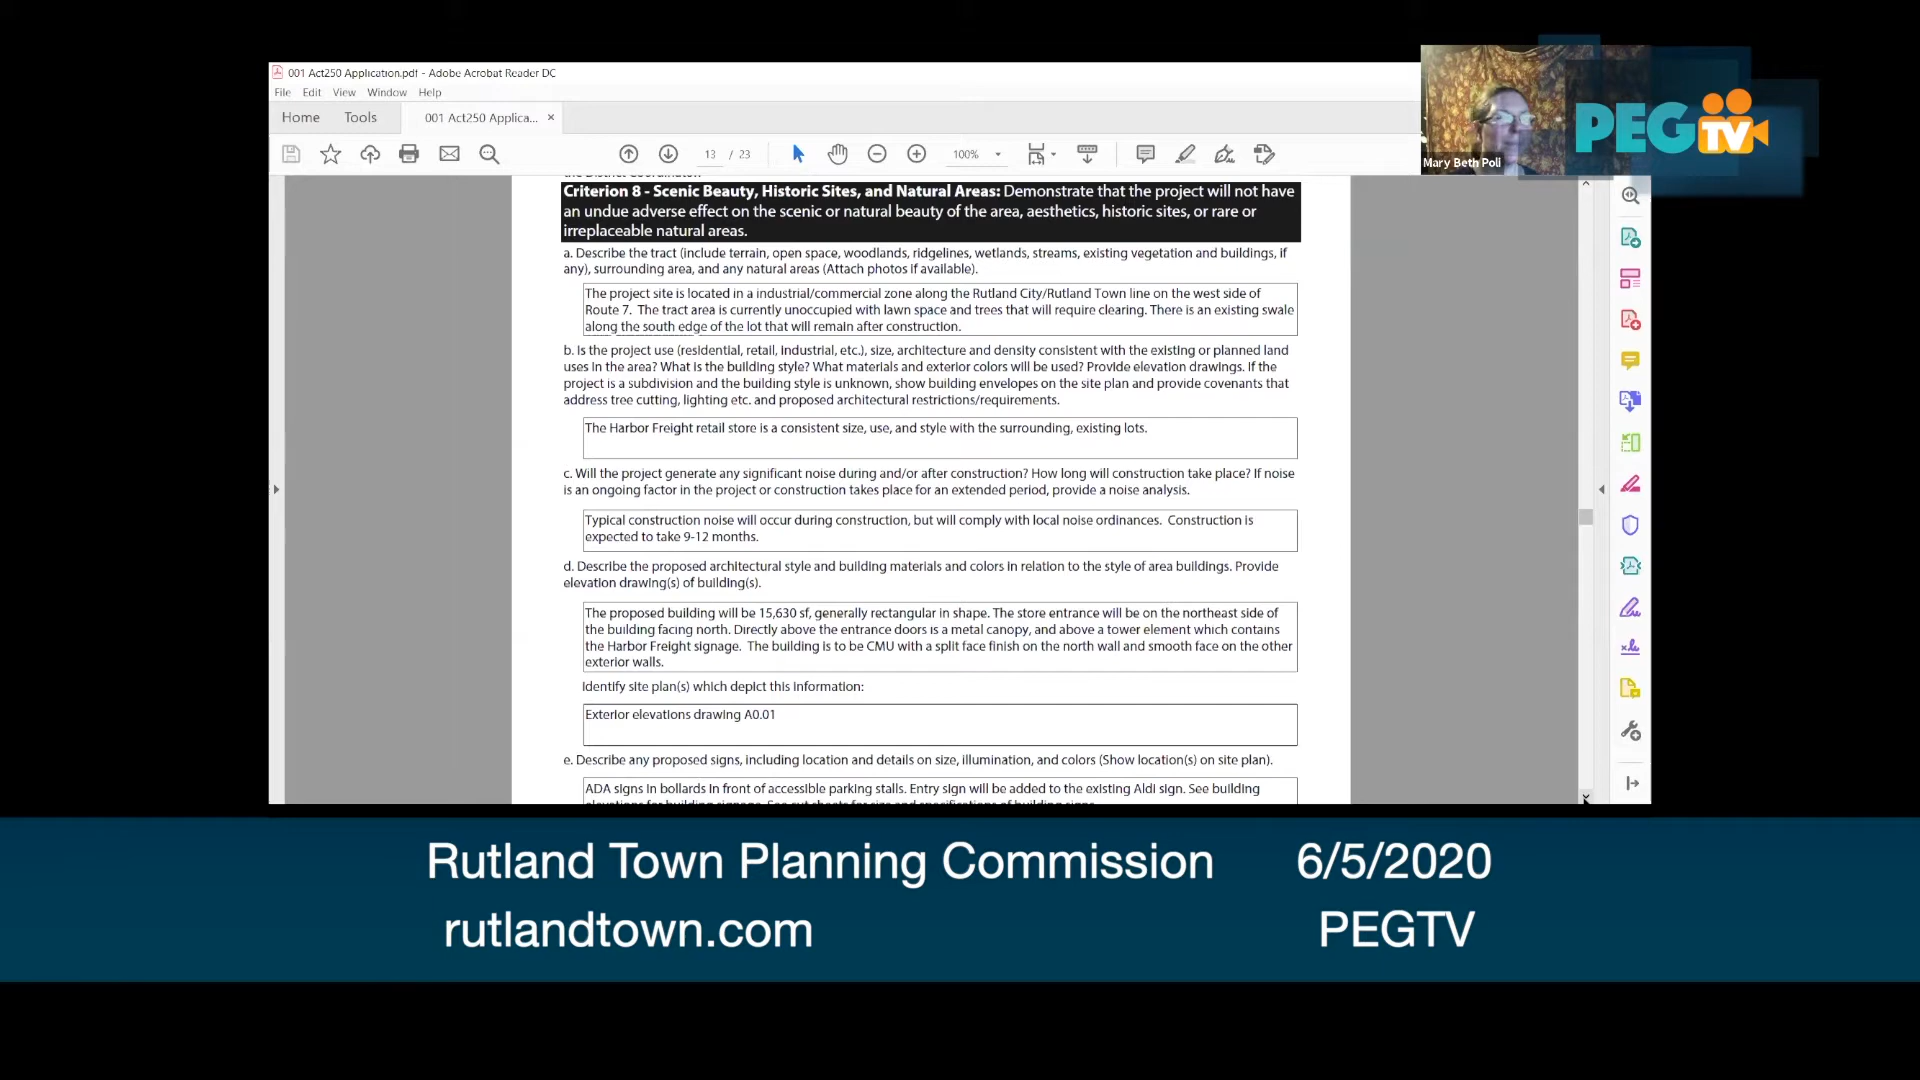 001 Act250 Application.pdf - Adobe Acrobat Reader DC
File Edit View Window Help
Home Tools 001 Act250 Applica... ×
13 / 23 100%
Mary Beth Poli
PEGTV
the District Coordinator.
Criterion 8 - Scenic Beauty, Historic Sites, and Natural Areas: Demonstrate that the project will not have
an undue adverse effect on the scenic or natural beauty of the area, aesthetics, historic sites, or rare or
irreplaceable natural areas.
a. Describe the tract (include terrain, open space, woodlands, ridgelines, wetlands, streams, existing vegetation and buildings, if
any), surrounding area, and any natural areas (Attach photos if available).
The project site is located in a industrial/commercial zone along the Rutland City/Rutland Town line on the west side of
Route 7. The tract area is currently unoccupied with lawn space and trees that will require clearing. There is an existing swale
along the south edge of the lot that will remain after construction.
b. Is the project use (residential, retail, industrial, etc.), size, architecture and density consistent with the existing or planned land
uses in the area? What is the building style? What materials and exterior colors will be used? Provide elevation drawings. If the
project is a subdivision and the building style is unknown, show building envelopes on the site plan and provide covenants that
address tree cutting, lighting etc. and proposed architectural restrictions/requirements.
The Harbor Freight retail store is a consistent size, use, and style with the surrounding, existing lots.
c. Will the project generate any significant noise during and/or after construction? How long will construction take place? If noise
is an ongoing factor in the project or construction takes place for an extended period, provide a noise analysis.
Typical construction noise will occur during construction, but will comply with local noise ordinances. Construction is
expected to take 9-12 months.
d. Describe the proposed architectural style and building materials and colors in relation to the style of area buildings. Provide
elevation drawing(s) of building(s).
The proposed building will be 15,630 sf, generally rectangular in shape. The store entrance will be on the northeast side of
the building facing north. Directly above the entrance doors is a metal canopy, and above a tower element which contains
the Harbor Freight signage. The building is to be CMU with a split face finish on the north wall and smooth face on the other
exterior walls.
Identify site plan(s) which depict this information:
Exterior elevations drawing A0.01
e. Describe any proposed signs, including location and details on size, illumination, and colors (Show location(s) on site plan).
ADA signs in bollards in front of accessible parking stalls. Entry sign will be added to the existing Aldi sign. See building
elevations for building signage. See cut sheets for size and specifications of building signs.
Rutland Town Planning Commission 6/5/2020
rutlandtown.com PEGTV